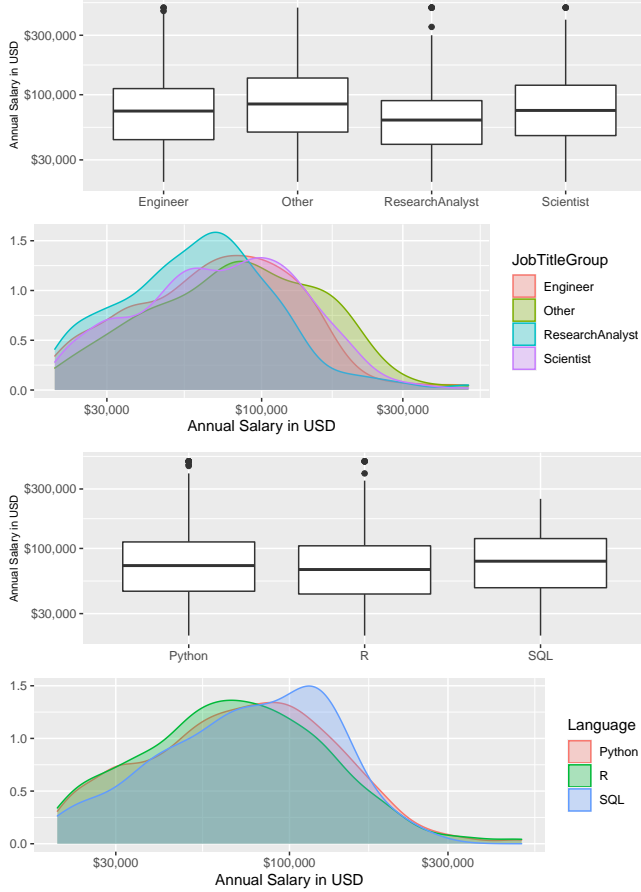 Annual Salary in USD
$300,000
$100,000
$30,000
Engineer
Other
ResearchAnalyst
Scientist
1.5
1.0
0.5
0.0
$30,000
$100,000
$300,000
Annual Salary in USD
JobTitleGroup
Engineer
Other
ResearchAnalyst
Scientist
Annual Salary in USD
$300,000
$100,000
$30,000
Python
R
SQL
1.5
1.0
0.5
0.0
$30,000
$100,000
$300,000
Annual Salary in USD
Language
Python
R
SQL